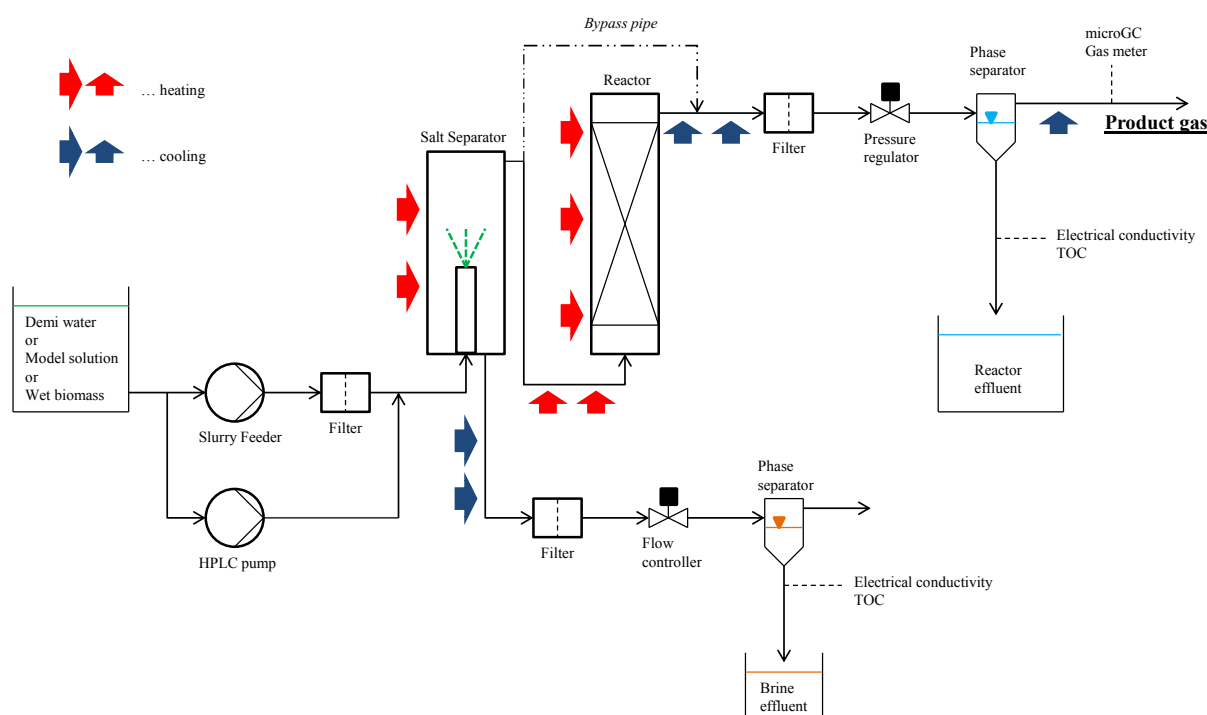 Bypass pipe
microGC
Gas meter
Phase
separator
Reactor
… heating
Product gas
Salt Separator
Filter
Pressure
regulator
… cooling
Electrical conductivity
TOC
Demi water
or
Model solution
or
Wet biomass
Reactor
effluent
Slurry Feeder
Filter
Phase
separator
HPLC pump
Filter
Flow
controller
Electrical conductivity
TOC
Brine
effluent